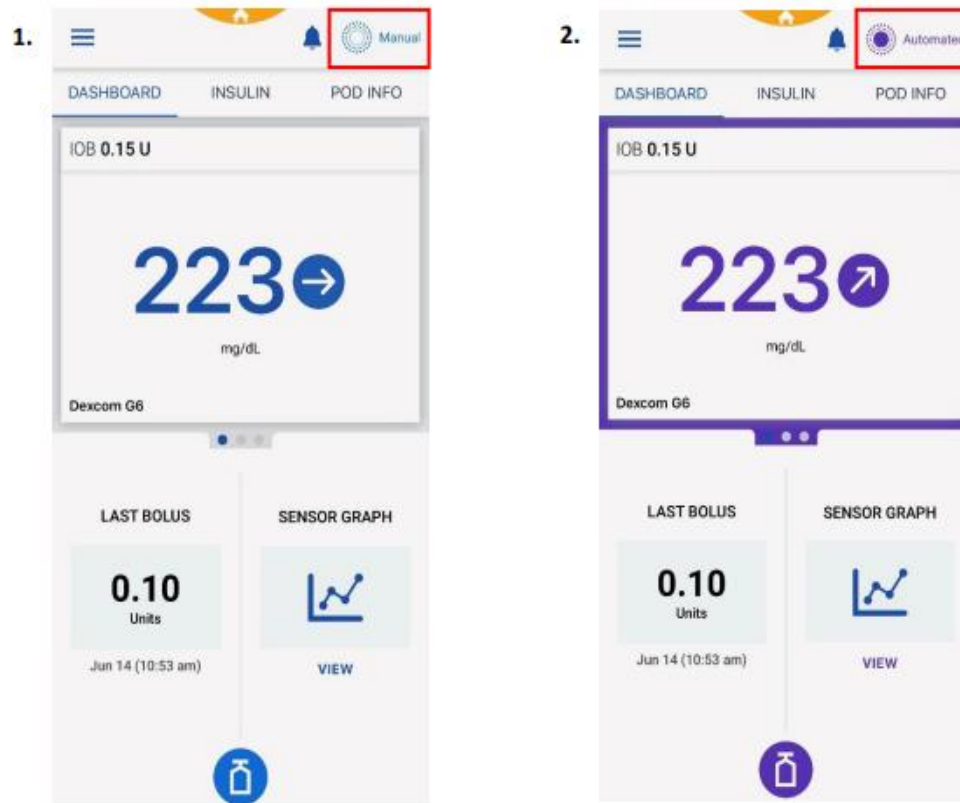 1.
Manual
DASHBOARD INSULIN POD INFO
IOB 0.15 U
223
mg/dL
Dexcom G6
LAST BOLUS SENSOR GRAPH
0.10
Units
Jun 14 (10:53 am) VIEW
2.
Automated
DASHBOARD INSULIN POD INFO
IOB 0.15 U
223
mg/dL
Dexcom G6
LAST BOLUS SENSOR GRAPH
0.10
Units
Jun 14 (10:53 am) VIEW